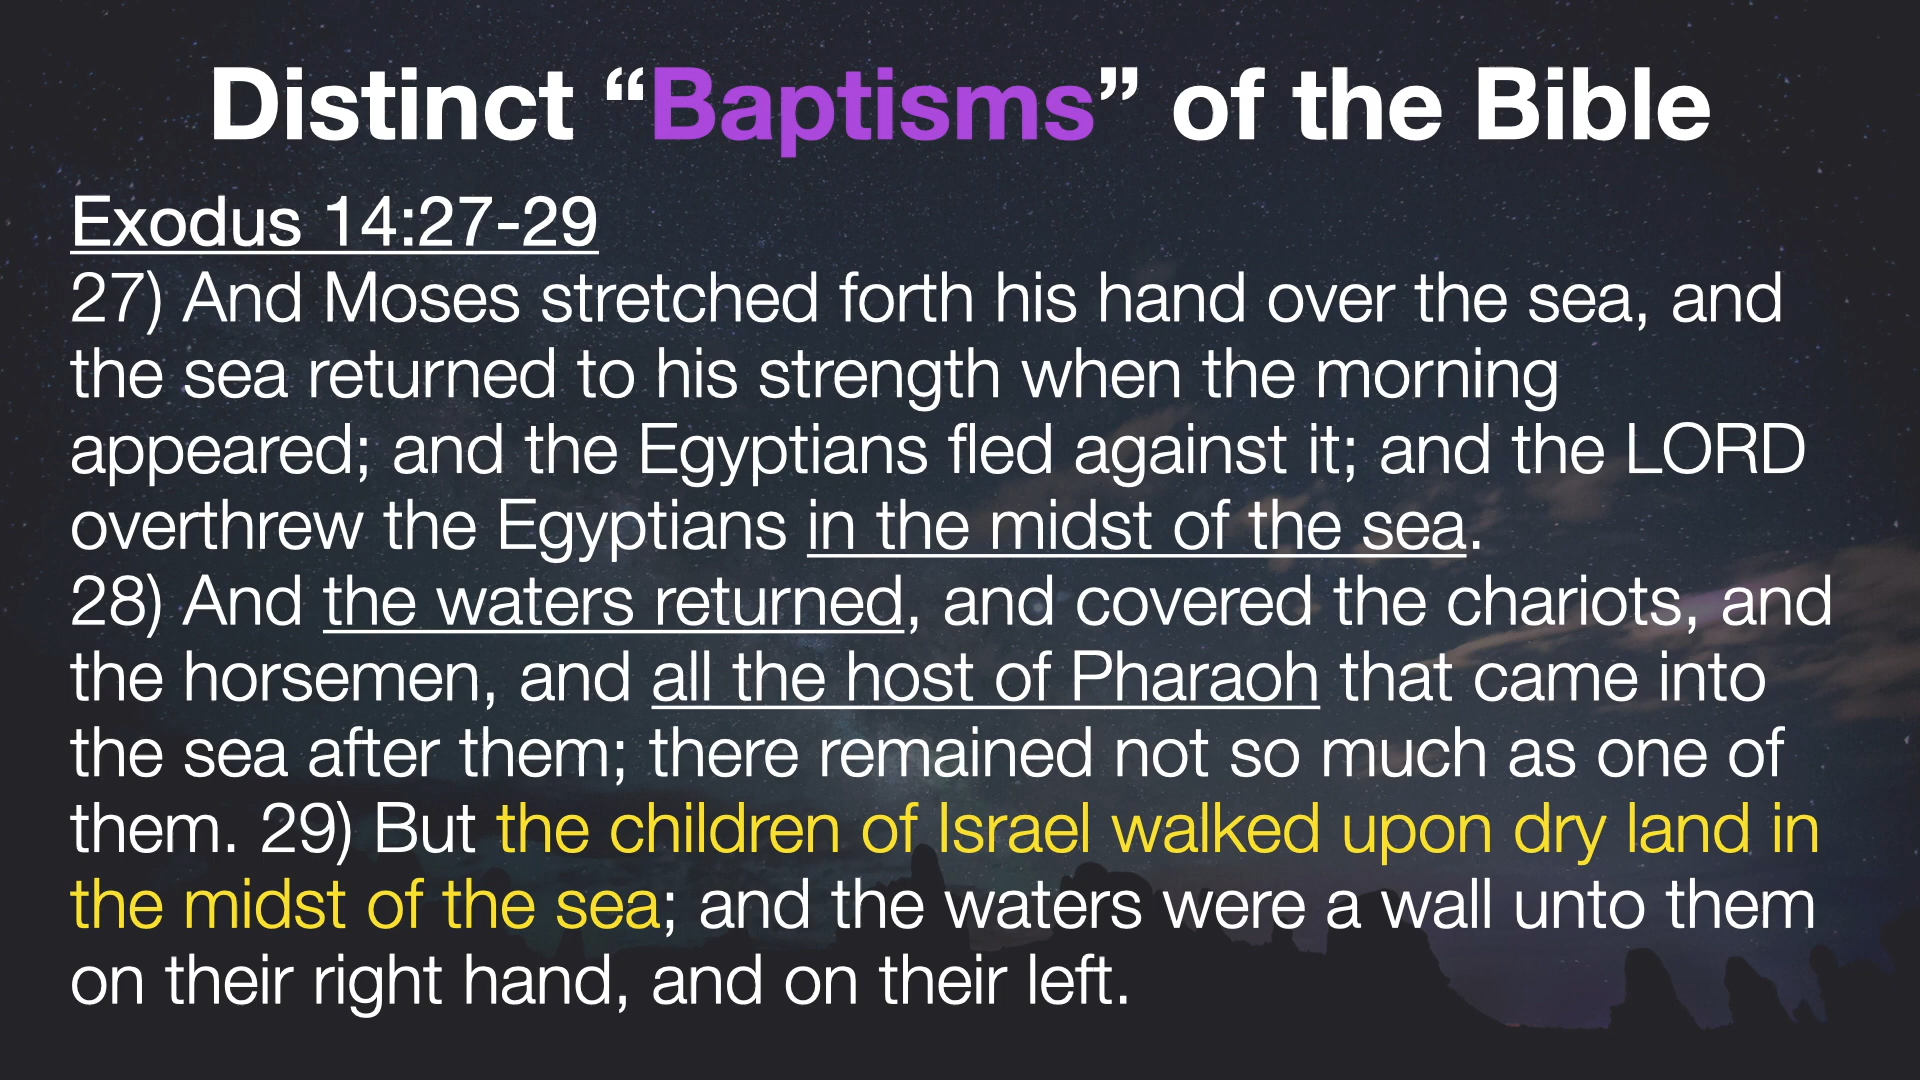 Distinct “Baptisms” of the Bible
Exodus 14:27-29
27) And Moses stretched forth his hand over the sea, and
the sea returned to his strength when the morning
appeared; and the Egyptians fled against it; and the LORD
overthrew the Egyptians in the midst of the sea.
28) And the waters returned, and covered the chariots, and
the horsemen, and all the host of Pharaoh that came into
the sea after them; there remained not so much as one of
them. 29) But the children of Israel walked upon dry land in
the midst of the sea; and the waters were a wall unto them
on their right hand, and on their left.